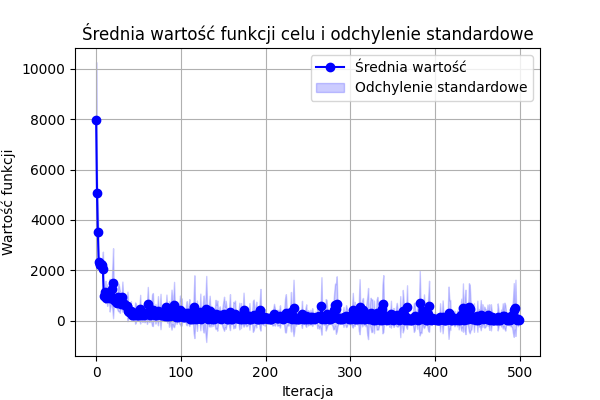 Średnia wartość funkcji celu i odchylenie standardowe
Średnia wartość
Odchylenie standardowe
Wartość funkcji
10000
8000
6000
4000
2000
0
0 100 200 300 400 500
Iteracja